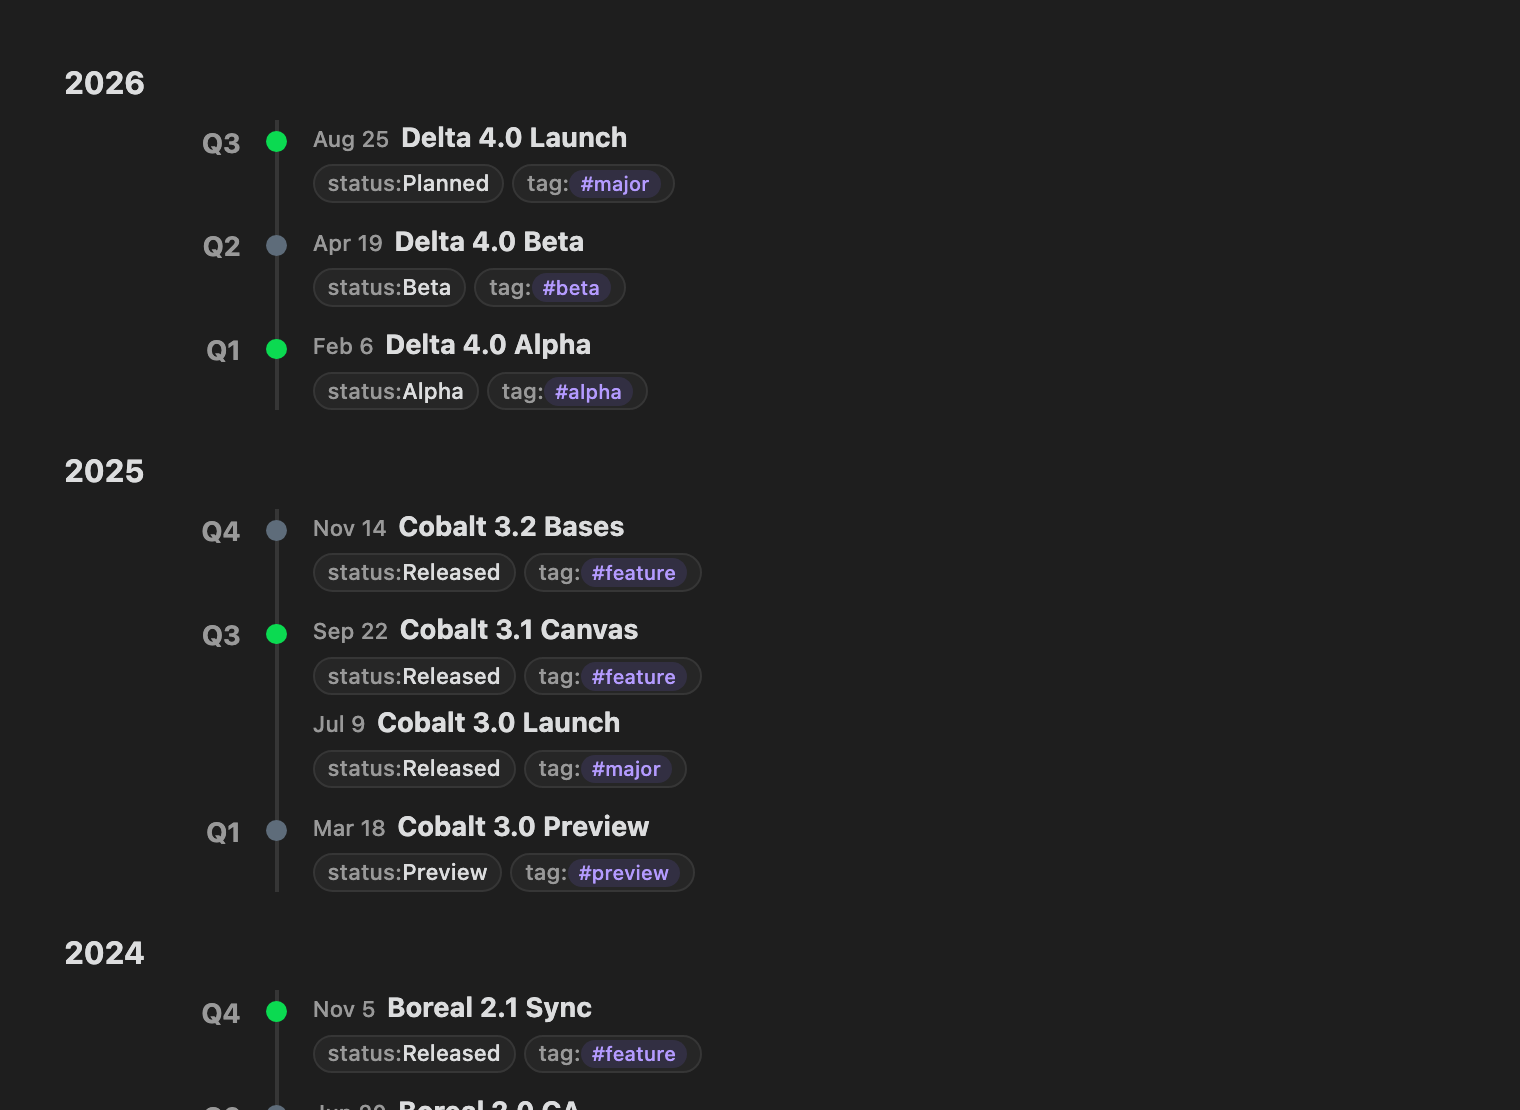 2026
Q3 Aug 25 Delta 4.0 Launch
status:Planned tag: #major
Q2 Apr 19 Delta 4.0 Beta
status:Beta tag: #beta
Q1 Feb 6 Delta 4.0 Alpha
status:Alpha tag: #alpha
2025
Q4 Nov 14 Cobalt 3.2 Bases
status:Released tag: #feature
Q3 Sep 22 Cobalt 3.1 Canvas
status:Released tag: #feature
Jul 9 Cobalt 3.0 Launch
status:Released tag: #major
Q1 Mar 18 Cobalt 3.0 Preview
status:Preview tag: #preview
2024
Q4 Nov 5 Boreal 2.1 Sync
status:Released tag: #feature
Boreal 2.0 GA